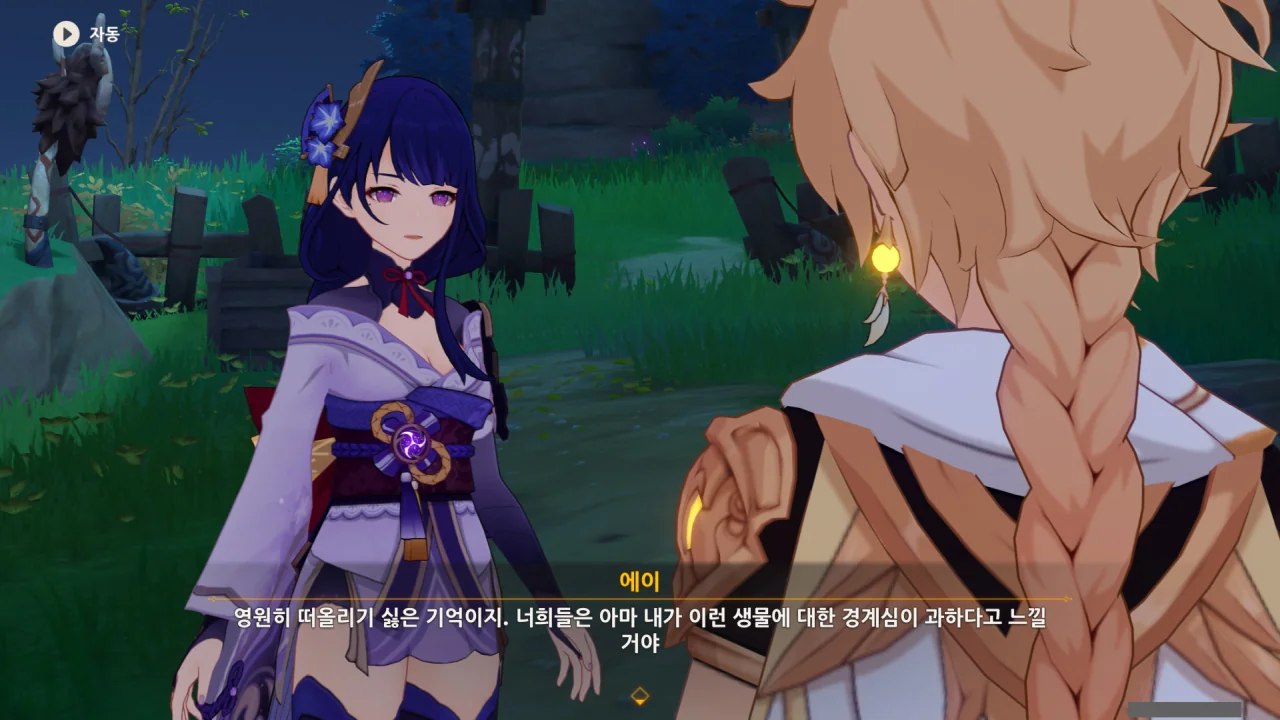 자동
에이
영원히 떠올리기 싫은 기억이지. 너희들은 아마 내가 이런 생물에 대한 경계심이 과하다고 느낄
거야